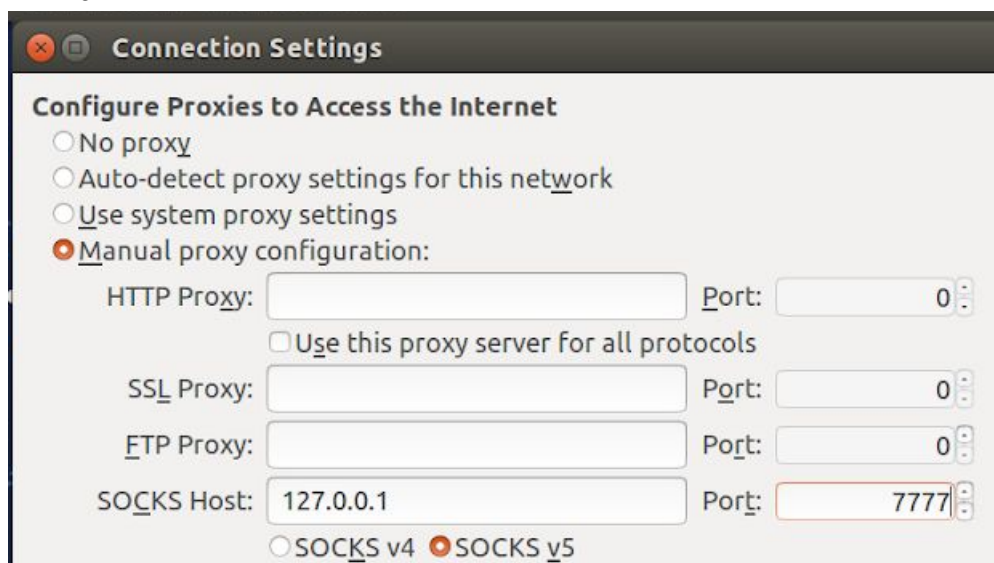 Connection Settings
Configure Proxies to Access the Internet
No proxy
Auto-detect proxy settings for this network
Use system proxy settings
Manual proxy configuration:
HTTP Proxy: Port: 0
Use this proxy server for all protocols
SSL Proxy: Port: 0
FTP Proxy: Port: 0
SOCKS Host: 127.0.0.1 Port: 7777
SOCKS v4 SOCKS v5